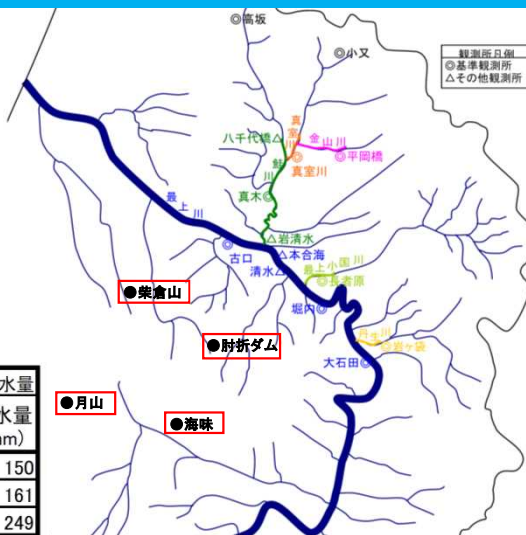 ◎高坂
◎小又
観測所凡例
◎基準観測所
△その他観測所
八千代橋△
真室川
金山川
◎平岡橋
◎
真室川
鮭川
真木◎
最上川
△岩清水
◎
古口
△本合海
清水△
最上小国川
◎長者原
●柴倉山
堀内◎
●肘折ダム
丹生川
◎岩ヶ袋
大石田◎
水量
水量
mm)
●月山
●海味
150
161
249